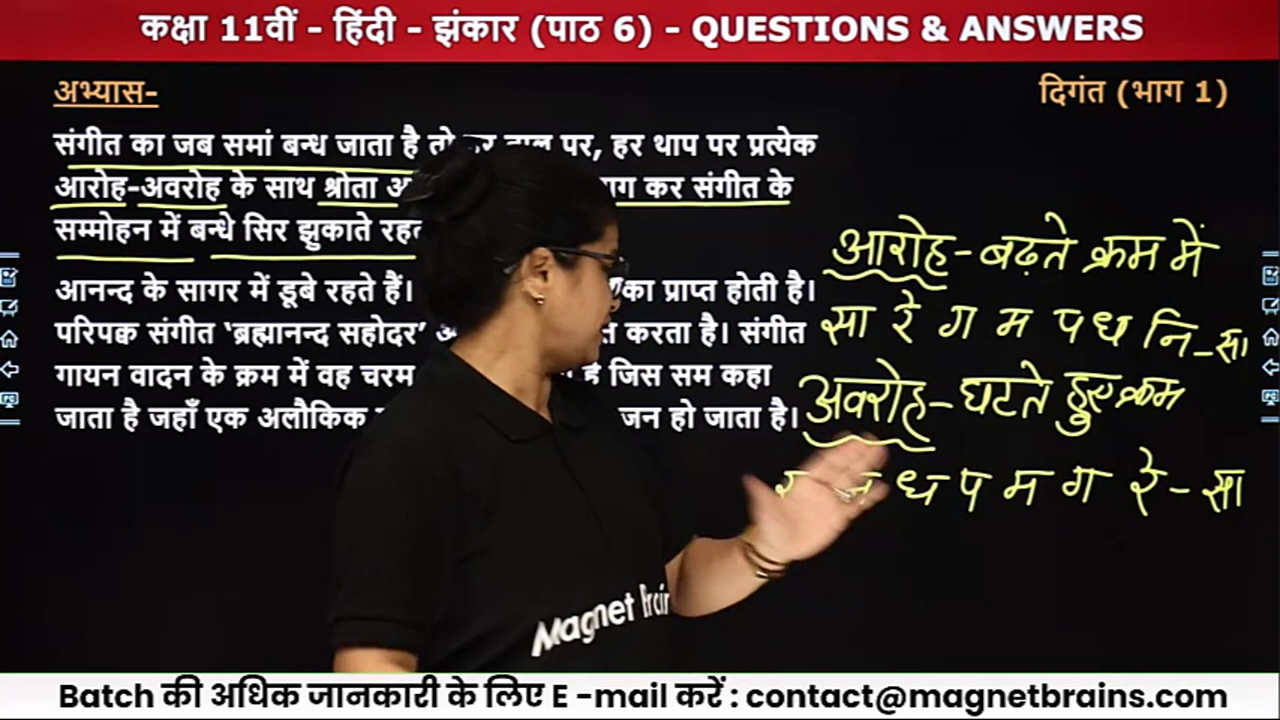 कक्षा 11वीं - हिंदी - झंकार (पाठ 6) - QUESTIONS & ANSWERS
अभ्यास-
दिगंत (भाग 1)
संगीत का जब समां बन्ध जाता है तो पर, हर थाप पर प्रत्येक
आरोह-अवरोह के साथ श्रोता कर संगीत के
सम्मोहन में बन्धे सिर झुकाते
आनन्द के सागर में डूबे रहते हैं। का प्राप्त होती है।
परिपक्व संगीत ‘ब्रह्मानन्द सहोदर’ करता है। संगीत
गायन वादन के क्रम में वह चरम है जिस सम कहा
जाता है जहाँ एक अलौकिक जन हो जाता है।
आरोह - बढ़ते क्रम में
सा रे ग म प ध नि - सा
अवरोह - घटते हुए क्रम
ध प म ग रे - सा
Magnet
Batch की अधिक जानकारी के लिए E -mail करें : contact@magnetbrains.com